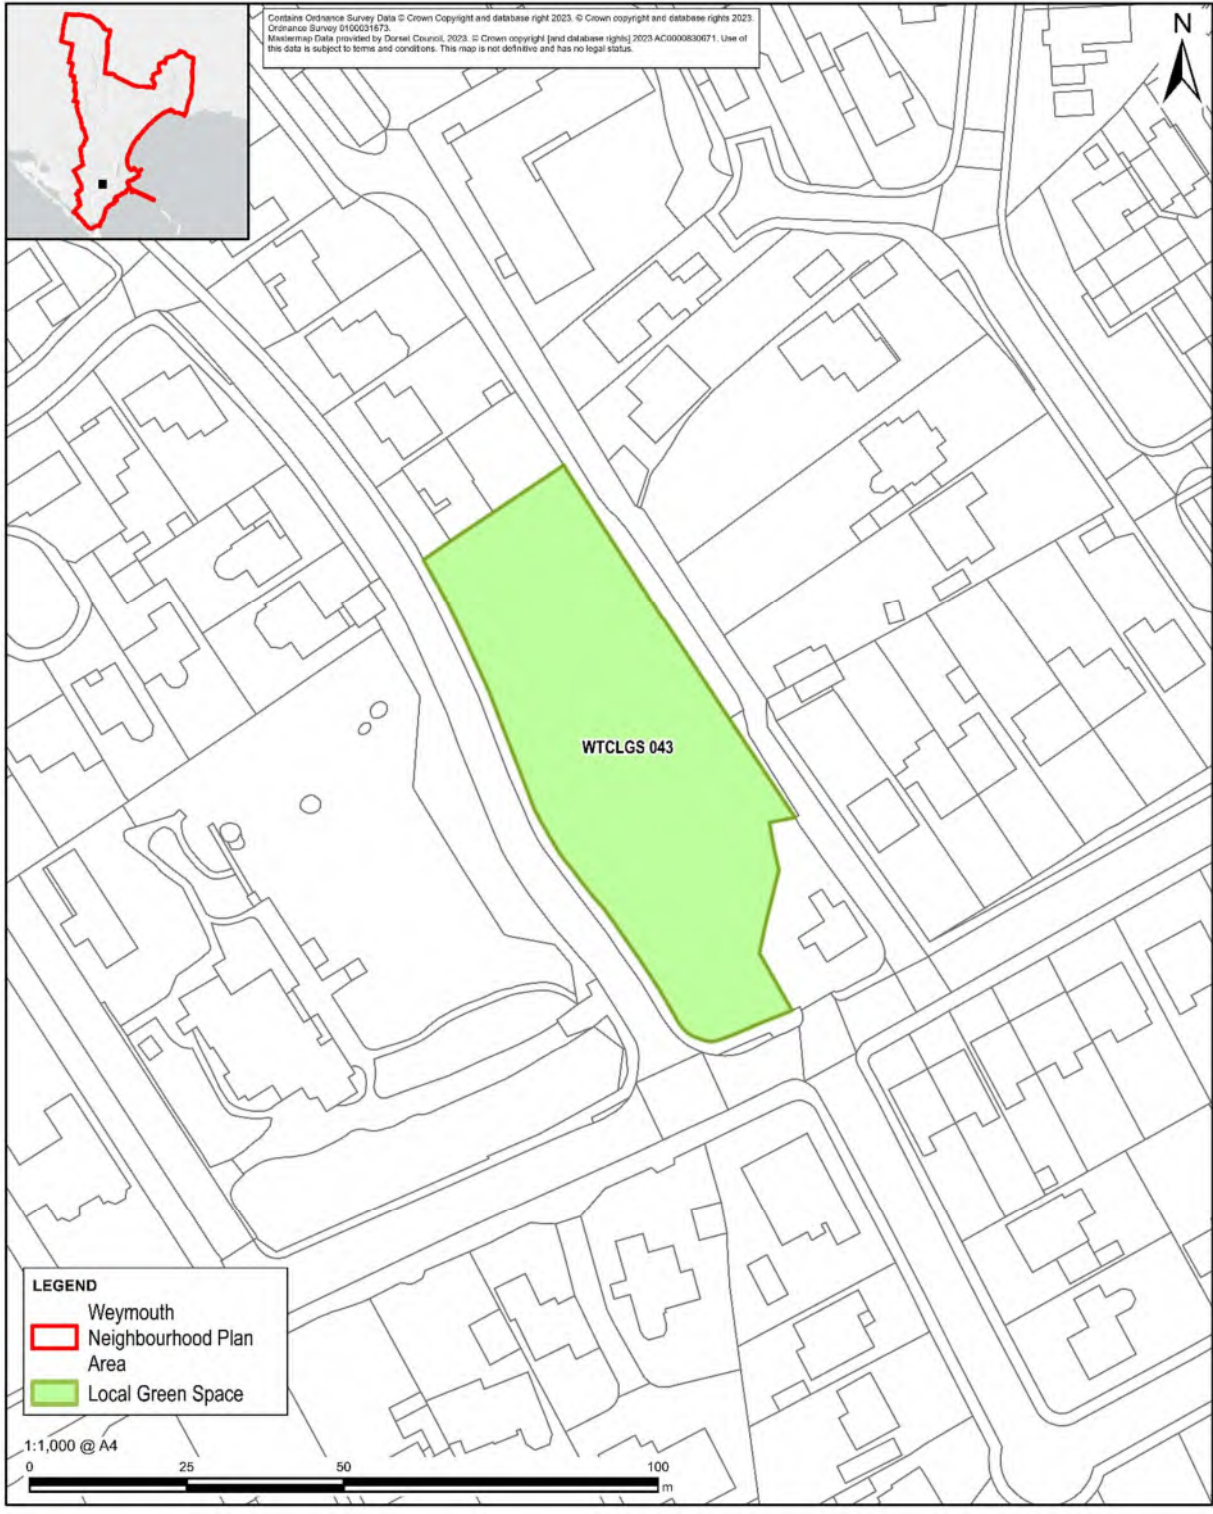 Contains Ordnance Survey Data © Crown Copyright and database right 2023. © Crown copyright and database rights 2023.
Ordnance Survey 0100031673.
Mastermap Data provided by Dorset Council, 2023. © Crown copyright [and database rights] 2023 AC0000830671. Use of
this data is subject to terms and conditions. This map is not definitive and has no legal status.
N
WTCLGS 043
LEGEND
Weymouth
Neighbourhood Plan
Area
Local Green Space
1:1,000 @ A4
0 25 50 100
m